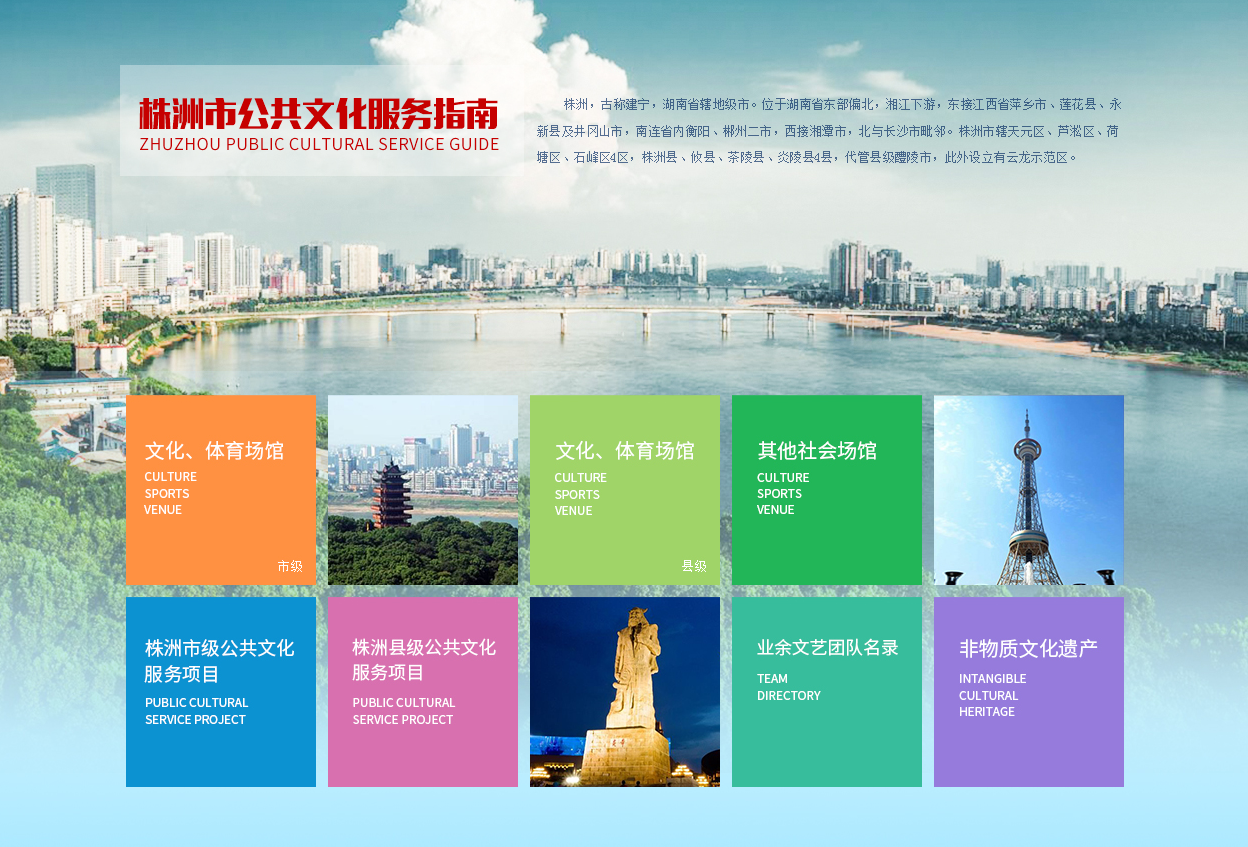 株洲市公共文化服务指南
ZHUZHOU PUBLIC CULTURAL SERVICE GUIDE
株洲，古称建宁，湖南省辖地级市。位于湖南省东部偏北，湘江下游，东接江西省萍乡市、莲花县、永
新县及井冈山市，南连省内衡阳、郴州二市，西接湘潭市，北与长沙市毗邻。株洲市辖天元区、芦淞区、荷
塘区、石峰区4区，株洲县、攸县、茶陵县、炎陵县4县，代管县级醴陵市，此外设立有云龙示范区。
文化、体育场馆
CULTURE
SPORTS
VENUE
市级
文化、体育场馆
CULTURE
SPORTS
VENUE
县级
其他社会场馆
CULTURE
SPORTS
VENUE
株洲市级公共文化
服务项目
PUBLIC CULTURAL
SERVICE PROJECT
株洲县级公共文化
服务项目
PUBLIC CULTURAL
SERVICE PROJECT
业余文艺团队名录
TEAM
DIRECTORY
非物质文化遗产
INTANGIBLE
CULTURAL
HERITAGE